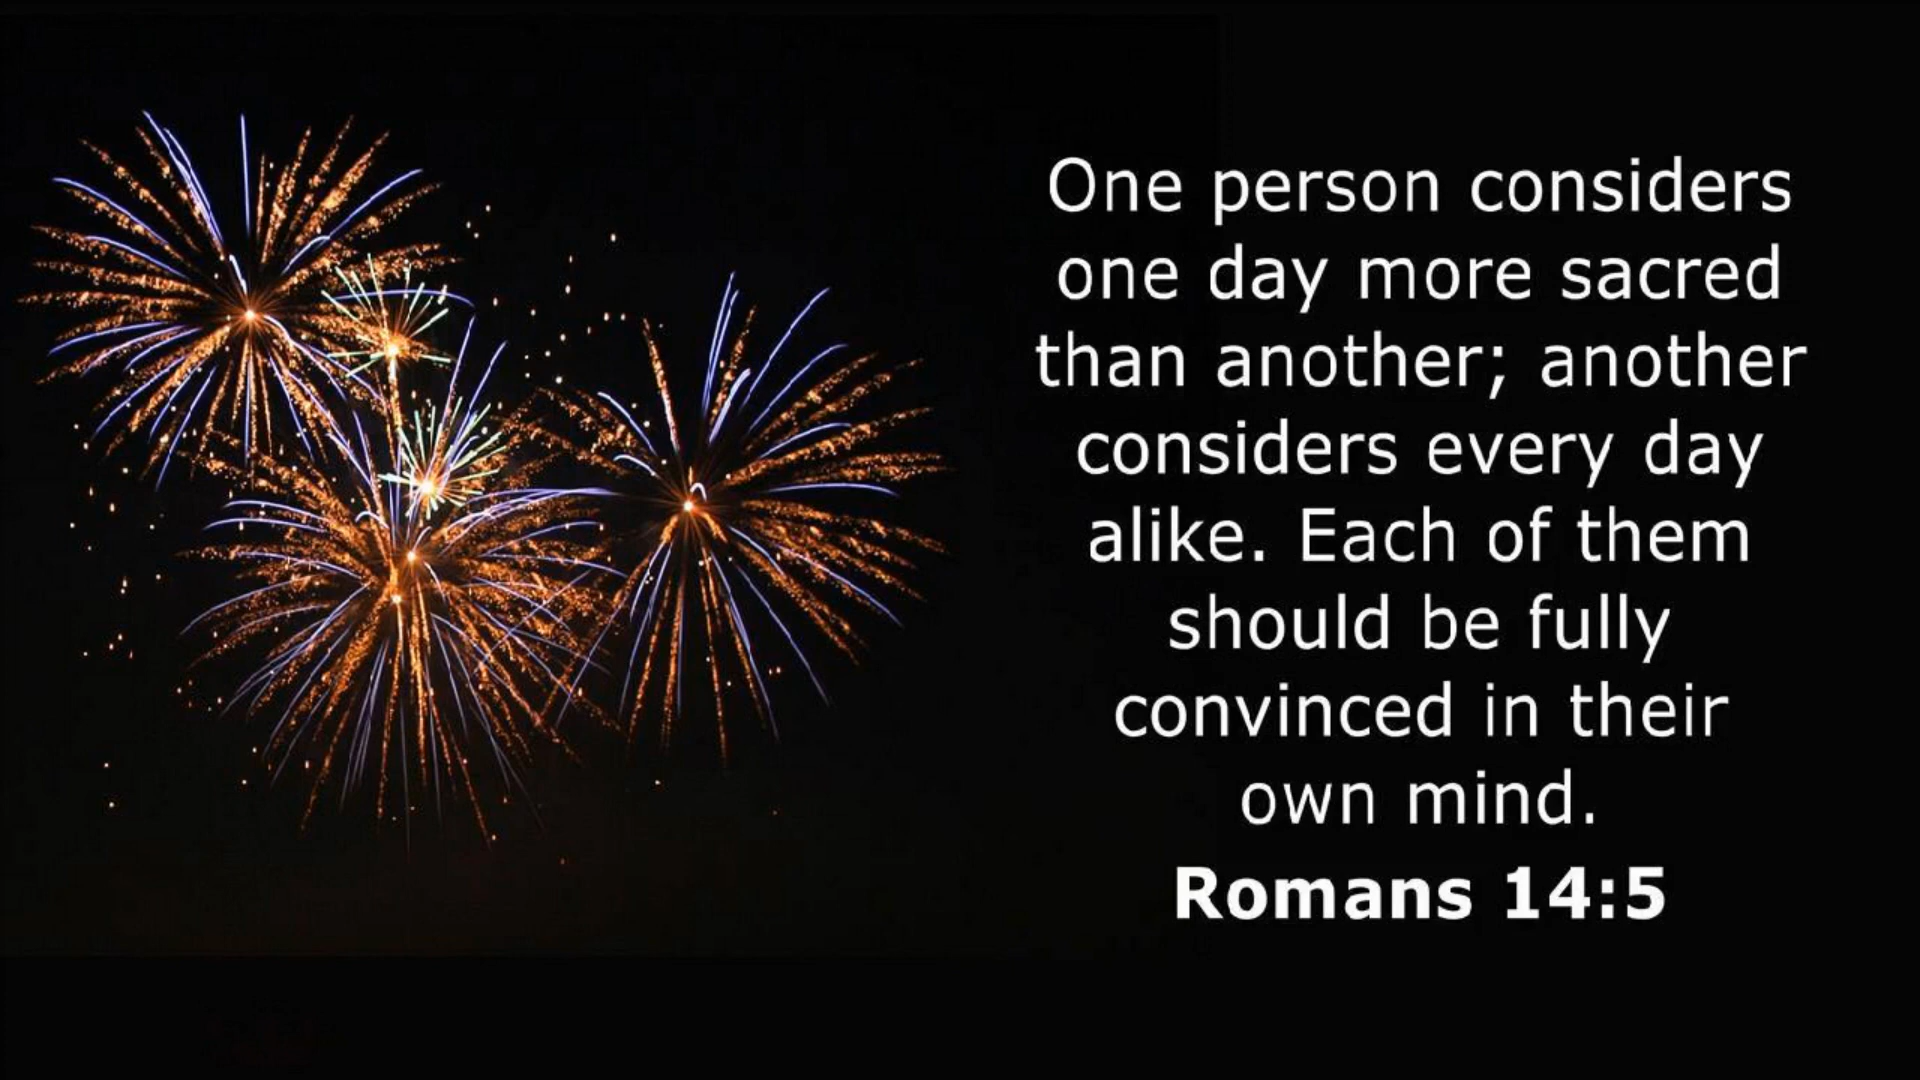 One person considers
one day more sacred
than another; another
considers every day
alike. Each of them
should be fully
convinced in their
own mind.
Romans 14:5